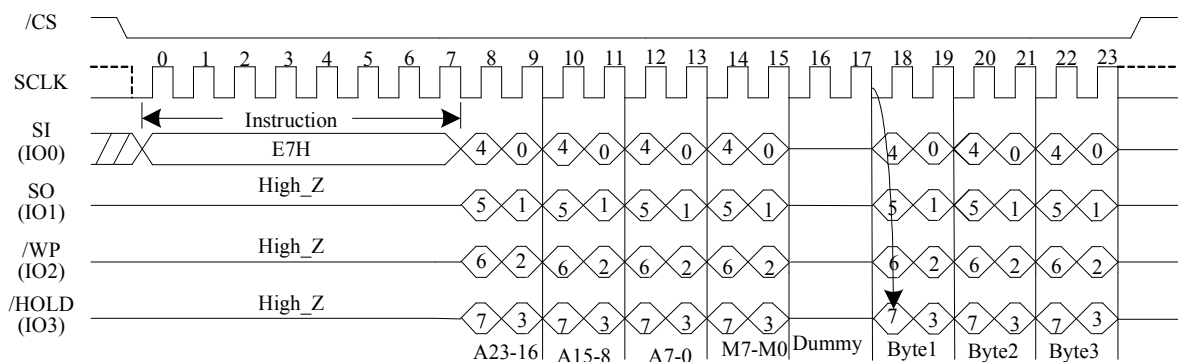 /CS
0 1 2 3 4 5 6 7 8 9 10 11 12 13 14 15 16 17 18 19 20 21 22 23
SCLK
Instruction
SI
(IO0)
E7H
4 0 4 0 4 0 4 0 4 0 4 0 4 0
SO
(IO1)
High_Z
5 1 5 1 5 1 5 1 5 1 5 1 5 1
/WP
(IO2)
High_Z
6 2 6 2 6 2 6 2 6 2 6 2 6 2
/HOLD
(IO3)
High_Z
7 3 7 3 7 3 7 3 7 3 7 3 7 3
A23-16 A15-8 A7-0 M7-M0 Dummy Byte1 Byte2 Byte3